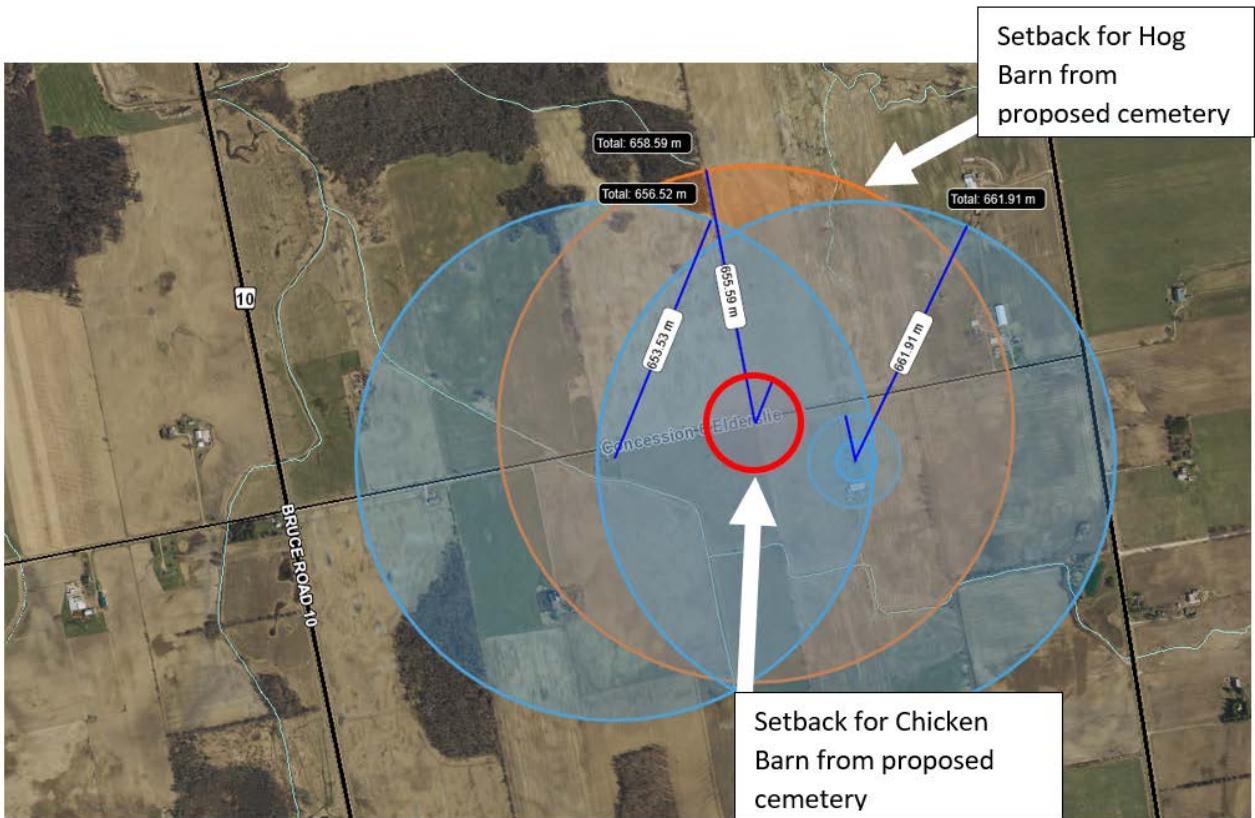 Setback for Hog
Barn from
proposed cemetery
Total: 658.59 m
Total: 656.52 m
Total: 661.91 m
10
655.59 m
653.53 m
661.91 m
Concession 6 Elderslie
BRUCE ROAD 10
Setback for Chicken
Barn from proposed
cemetery